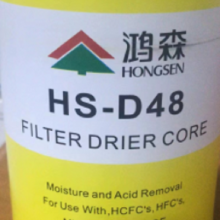 鸿森
HONGSEN
HS-D48
FILTER DRIER CORE
Moisture and Acid Removal
For Use With,HCFC's, HFC's,